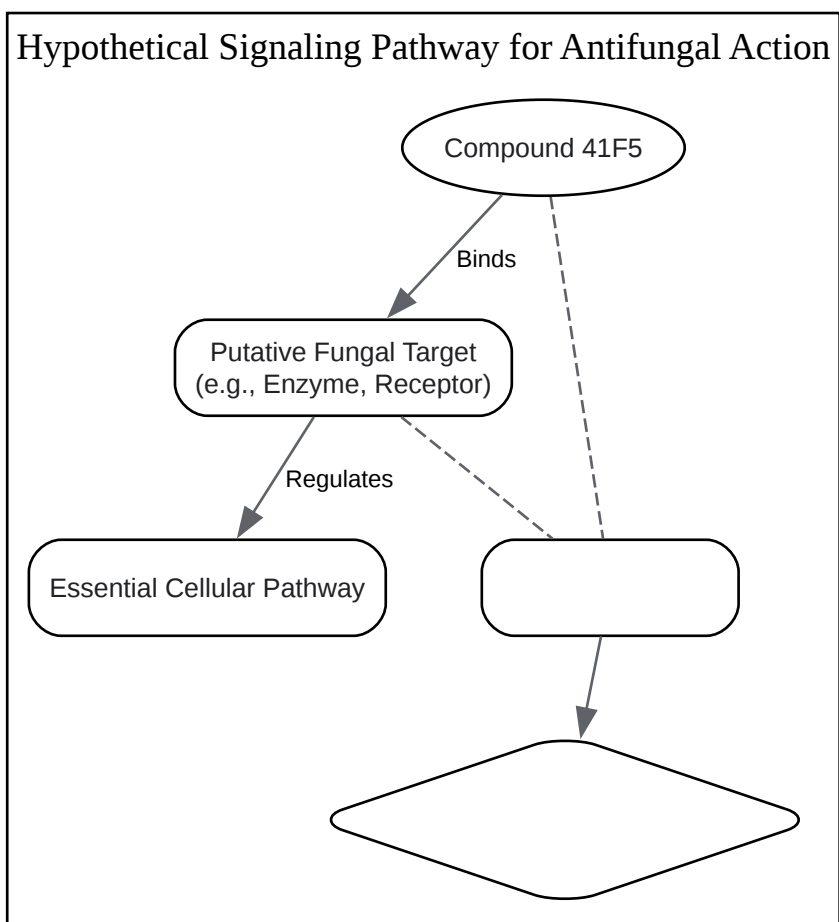 Hypothetical Signaling Pathway for Antifungal Action
Compound 41F5
Binds
Putative Fungal Target
(e.g., Enzyme, Receptor)
Regulates
Essential Cellular Pathway